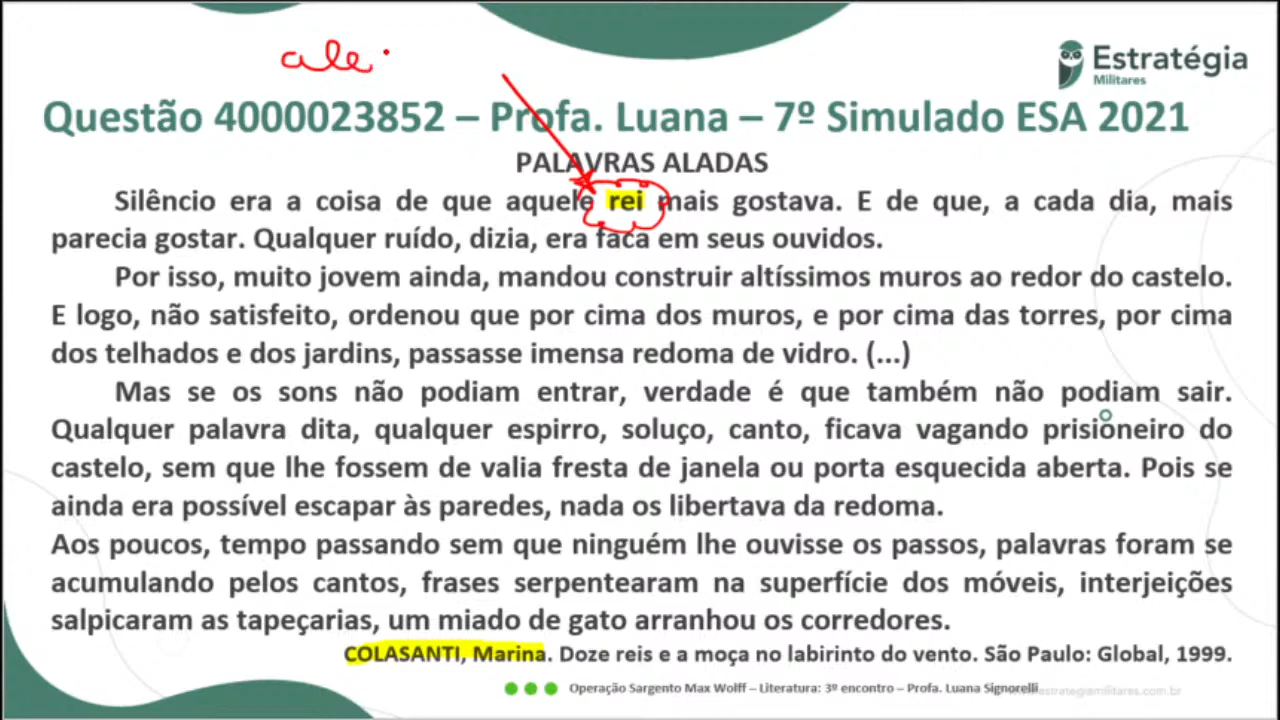 ale
Estratégia
Militares
Questão 4000023852 – Profa. Luana – 7º Simulado ESA 2021
PALAVRAS ALADAS
Silêncio era a coisa de que aquele rei mais gostava. E de que, a cada dia, mais
parecia gostar. Qualquer ruído, dizia, era faca em seus ouvidos.
Por isso, muito jovem ainda, mandou construir altíssimos muros ao redor do castelo.
E logo, não satisfeito, ordenou que por cima dos muros, e por cima das torres, por cima
dos telhados e dos jardins, passasse imensa redoma de vidro. (...)
Mas se os sons não podiam entrar, verdade é que também não podiam sair.
Qualquer palavra dita, qualquer espirro, soluço, canto, ficava vagando prisioneiro do
castelo, sem que lhe fossem de valia fresta de janela ou porta esquecida aberta. Pois se
ainda era possível escapar às paredes, nada os libertava da redoma.
Aos poucos, tempo passando sem que ninguém lhe ouvisse os passos, palavras foram se
acumulando pelos cantos, frases serpentearam na superfície dos móveis, interjeições
salpicaram as tapeçarias, um miado de gato arranhou os corredores.
COLASANTI, Marina. Doze reis e a moça no labirinto do vento. São Paulo: Global, 1999.
Operação Sargento Max Wolff – Literatura: 3º encontro – Profa. Luana Signorelli